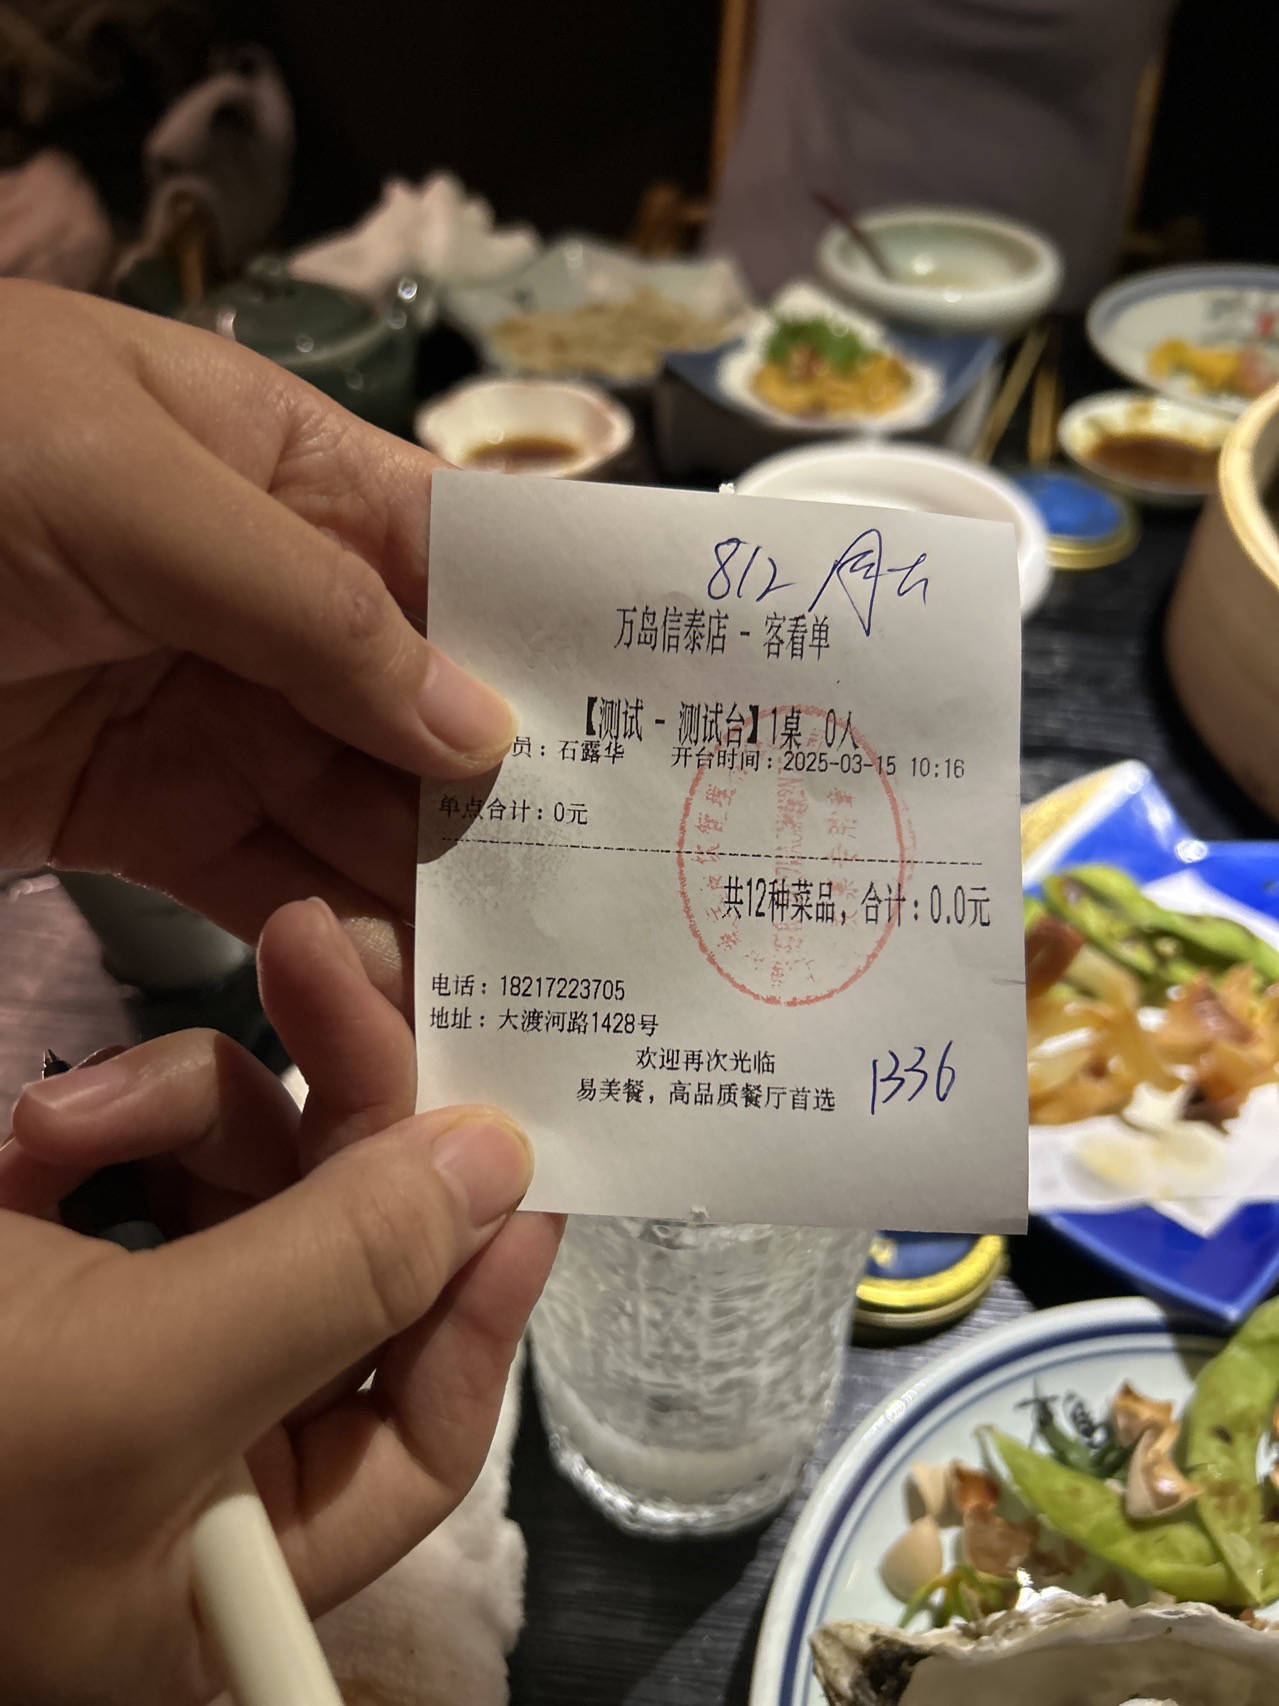 812
万岛信泰店 - 客看单
【测试 - 测试台】1桌 0人
员：石露华 开台时间：2025-03-15 10:16
单点合计：0元
共12种菜品，合计：0.0元
电话：18217223705
地址：大渡河路1428号
欢迎再次光临
易美餐，高品质餐厅首选
1336